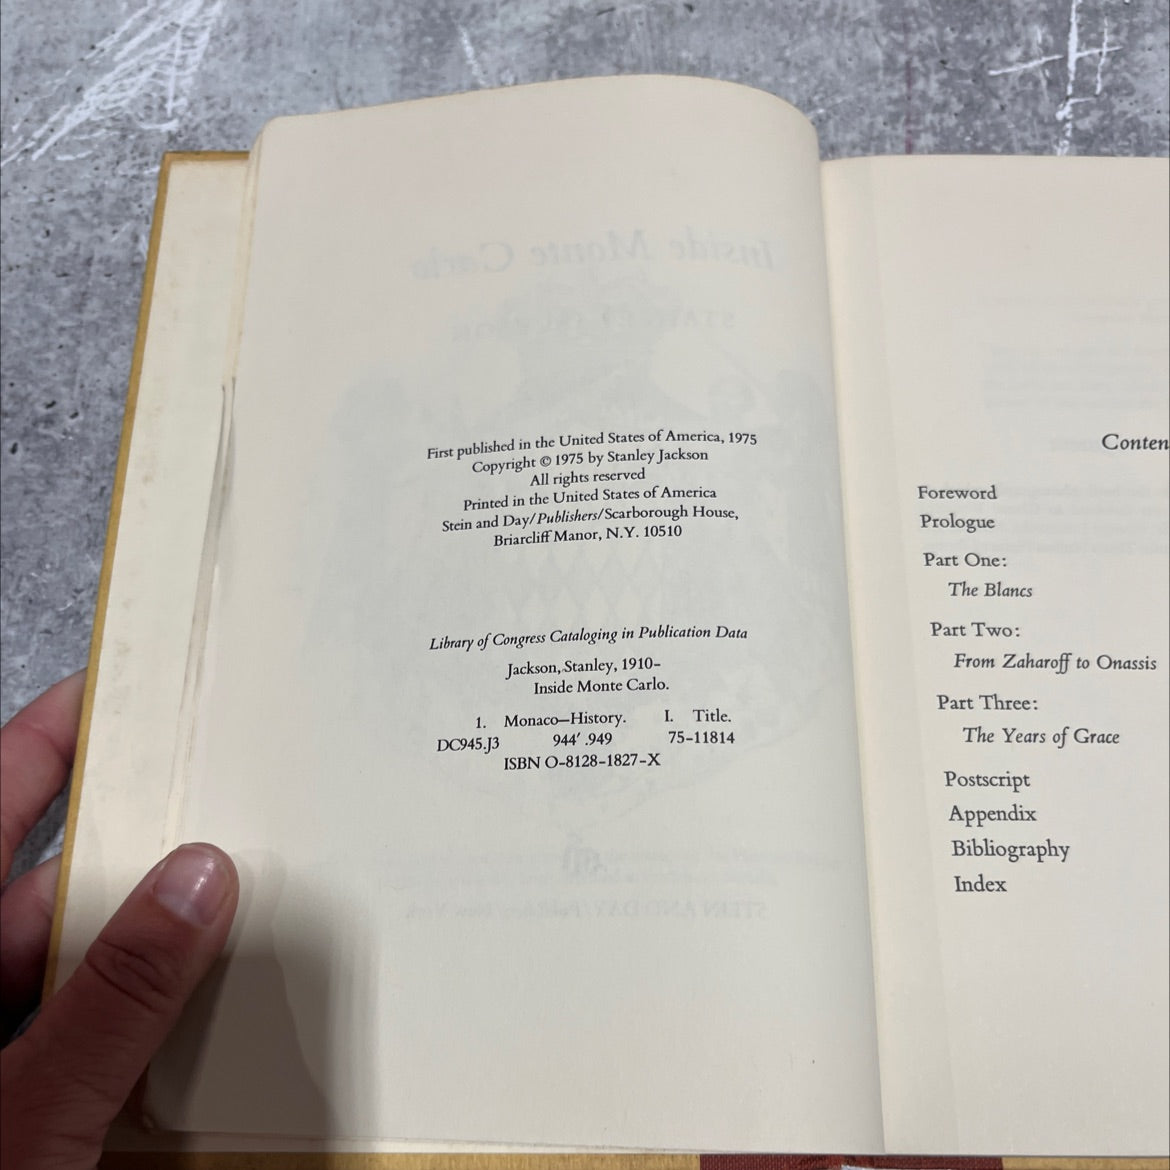 First published in the United States of America, 1975
Copyright © 1975 by Stanley Jackson
All rights reserved
Printed in the United States of America
Stein and Day/Publishers/Scarborough House,
Briarcliff Manor, N.Y. 10510
Library of Congress Cataloging in Publication Data
Jackson, Stanley, 1910–
Inside Monte Carlo.
1. Monaco—History. I. Title.
DC945.J3 944′.949 75-11814
ISBN O-8128-1827-X
Conten
Foreword
Prologue
Part One:
The Blancs
Part Two:
From Zaharoff to Onassis
Part Three:
The Years of Grace
Postscript
Appendix
Bibliography
Index